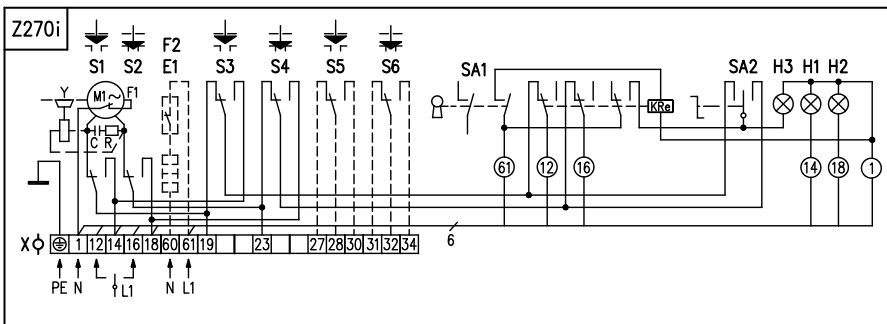 Z270i
F2
S1 S2 E1 S3 S4 S5 S6 SA1 SA2 H3 H1 H2
Y M1~ F1
KRe
C R
61 12 16 14 18 1
6
X 1 12 14 16 18 60 61 19 23 27 28 30 31 32 34
PE N L1 N L1